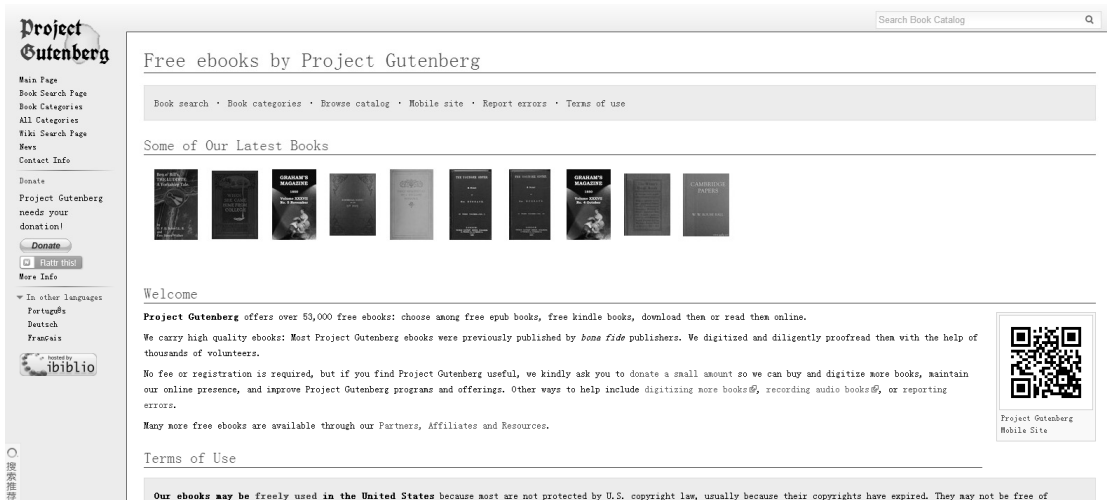 Search Book Catalog
Project
Gutenberg
Main Page
Book Search Page
Book Categories
All Categories
Wiki Search Page
News
Contact Info
Donate
Project Gutenberg
needs your
donation!
Donate
Flattr this!
More Info
In other languages
Português
Deutsch
Français
hosted by
ibiblio
搜索推荐
Free ebooks by Project Gutenberg
Book search · Book categories · Browse catalog · Mobile site · Report errors · Terms of use
Some of Our Latest Books
GRAHAM'S
MAGAZINE
GRAHAM'S
MAGAZINE
CAMBRIDGE
PAPERS
Welcome
Project Gutenberg offers over 53,000 free ebooks: choose among free epub books, free kindle books, download them or read them online.
We carry high quality ebooks: Most Project Gutenberg ebooks were previously published by bona fide publishers. We digitized and diligently proofread them with the help of
thousands of volunteers.
No fee or registration is required, but if you find Project Gutenberg useful, we kindly ask you to donate a small amount so we can buy and digitize more books, maintain
our online presence, and improve Project Gutenberg programs and offerings. Other ways to help include digitizing more books, recording audio books, or reporting
errors.
Many more free ebooks are available through our Partners, Affiliates and Resources.
Project Gutenberg
Mobile Site
Terms of Use
Our ebooks may be freely used in the United States because most are not protected by U.S. copyright law, usually because their copyrights have expired. They may not be free of